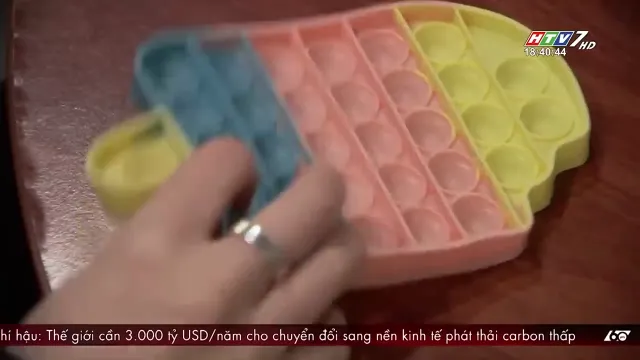 HTV7 HD
18:40:44
hí hậu: Thế giới cần 3.000 tỷ USD/năm cho chuyển đổi sang nền kinh tế phát thải carbon thấp
60